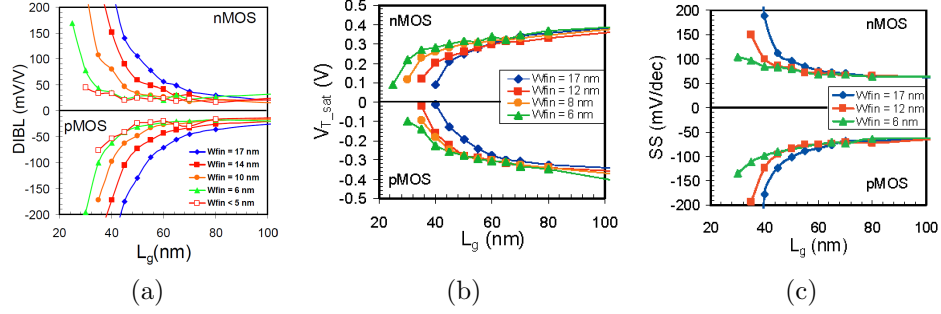 200
150
100
50
0
-50
-100
-150
-200
DIBL (mV/V)
nMOS
pMOS
Wfin = 17 nm
Wfin = 14 nm
Wfin = 10 nm
Wfin = 6 nm
Wfin < 5 nm
20 40 60 80 100
Lg(nm)
(a)
0.5
0.4
0.3
0.2
0.1
0
-0.1
-0.2
-0.3
-0.4
-0.5
VT_sat (V)
nMOS
Wfin = 17 nm
Wfin = 12 nm
Wfin = 8 nm
Wfin = 6 nm
pMOS
20 40 60 80 100
Lg (nm)
(b)
200
150
100
50
0
-50
-100
-150
-200
SS (mV/dec)
nMOS
Wfin = 17
Wfin = 12
Wfin = 6
pMOS
20 40 60 80 100
Lg (nm)
(c)